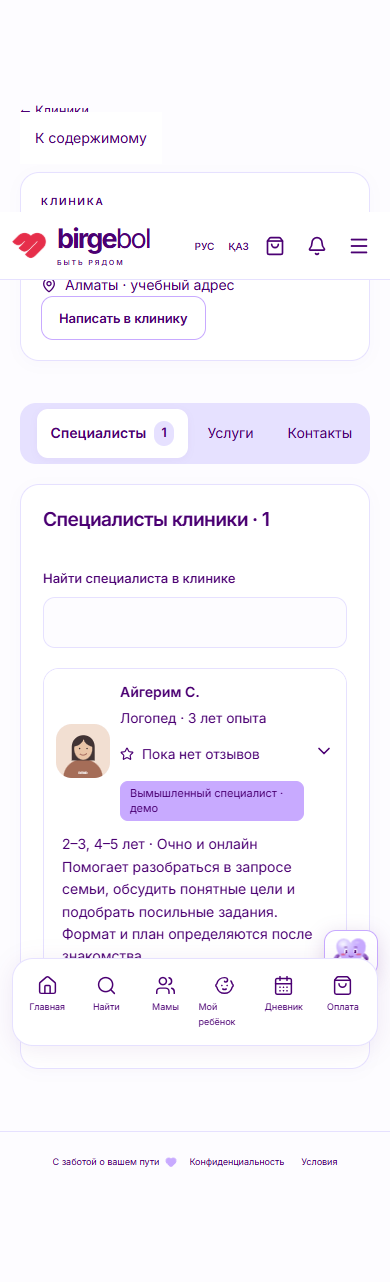 ← Клиники
К содержимому
КЛИНИКА
birgebol
БЫТЬ РЯДОМ
РУС ҚАЗ
Алматы · учебный адрес
Написать в клинику
Специалисты 1 Услуги Контакты
Специалисты клиники · 1
Найти специалиста в клинике
Айгерим С.
Логопед · 3 лет опыта
Пока нет отзывов
Вымышленный специалист ·
демо
2–3, 4–5 лет · Очно и онлайн
Помогает разобраться в запросе
семьи, обсудить понятные цели и
подобрать посильные задания.
Формат и план определяются после
знакомства.
Главная Найти Мамы Мой
ребёнок Дневник Оплата
С заботой о вашем пути Конфиденциальность Условия